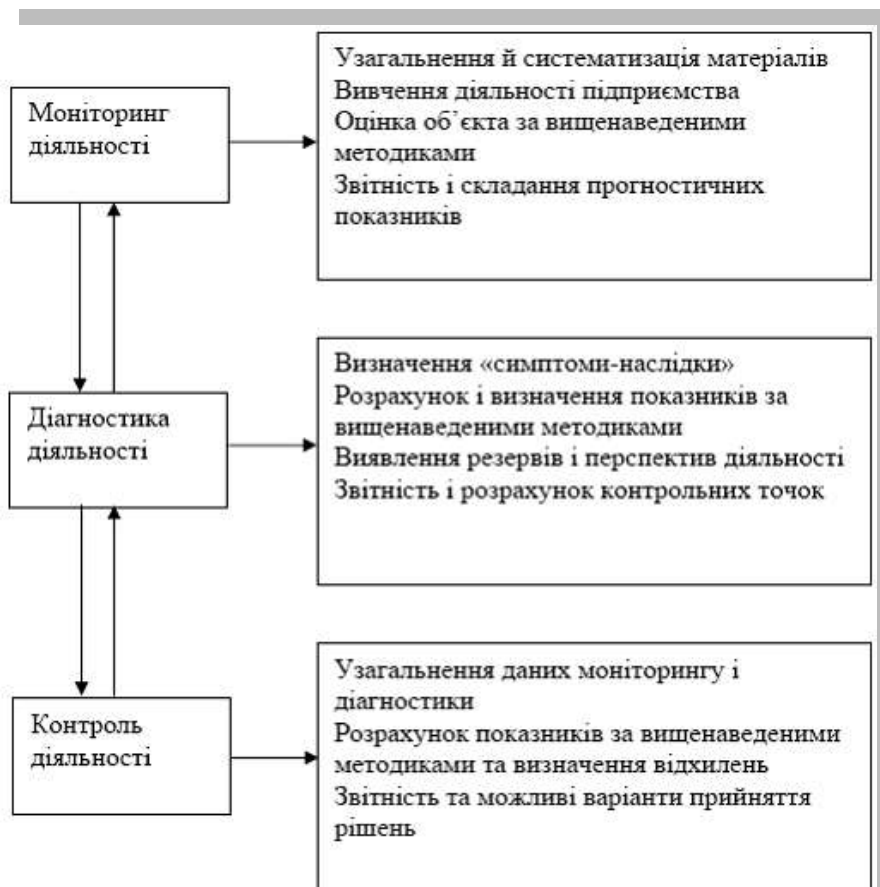 Моніторинг
діяльності
Узагальнення й систематизація матеріалів
Вивчення діяльності підприємства
Оцінка об’єкта за вищенаведеними
методиками
Звітність і складання прогностичних
показників
Діагностика
діяльності
Визначення «симптоми-наслідки»
Розрахунок і визначення показників за
вищенаведеними методиками
Виявлення резервів і перспектив діяльності
Звітність і розрахунок контрольних точок
Контроль
діяльності
Узагальнення даних моніторингу і
діагностики
Розрахунок показників за вищенаведеними
методиками та визначення відхилень
Звітність та можливі варіанти прийняття
рішень